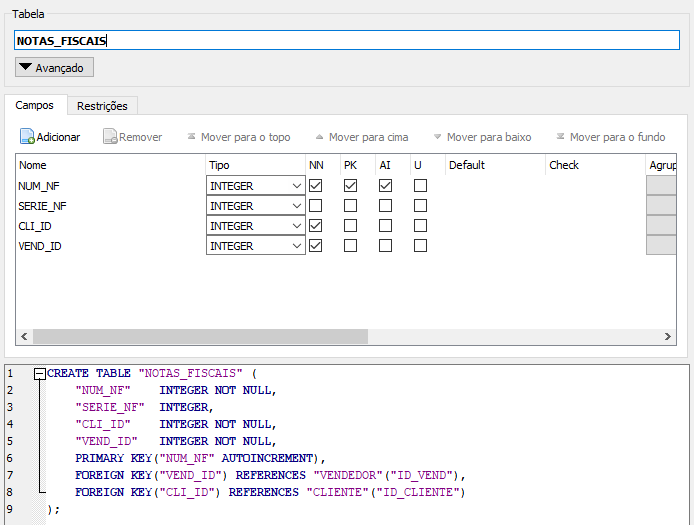 Tabela
NOTAS_FISCAIS
Avançado
Campos Restrições
Adicionar Remover Mover para o topo Mover para cima Mover para baixo Mover para o fundo
Nome Tipo NN PK AI U Default Check Agrup
NUM_NF INTEGER
SERIE_NF INTEGER
CLI_ID INTEGER
VEND_ID INTEGER
1 CREATE TABLE "NOTAS_FISCAIS" (
2 "NUM_NF" INTEGER NOT NULL,
3 "SERIE_NF" INTEGER,
4 "CLI_ID" INTEGER NOT NULL,
5 "VEND_ID" INTEGER NOT NULL,
6 PRIMARY KEY("NUM_NF" AUTOINCREMENT),
7 FOREIGN KEY("VEND_ID") REFERENCES "VENDEDOR"("ID_VEND"),
8 FOREIGN KEY("CLI_ID") REFERENCES "CLIENTE"("ID_CLIENTE")
9 );